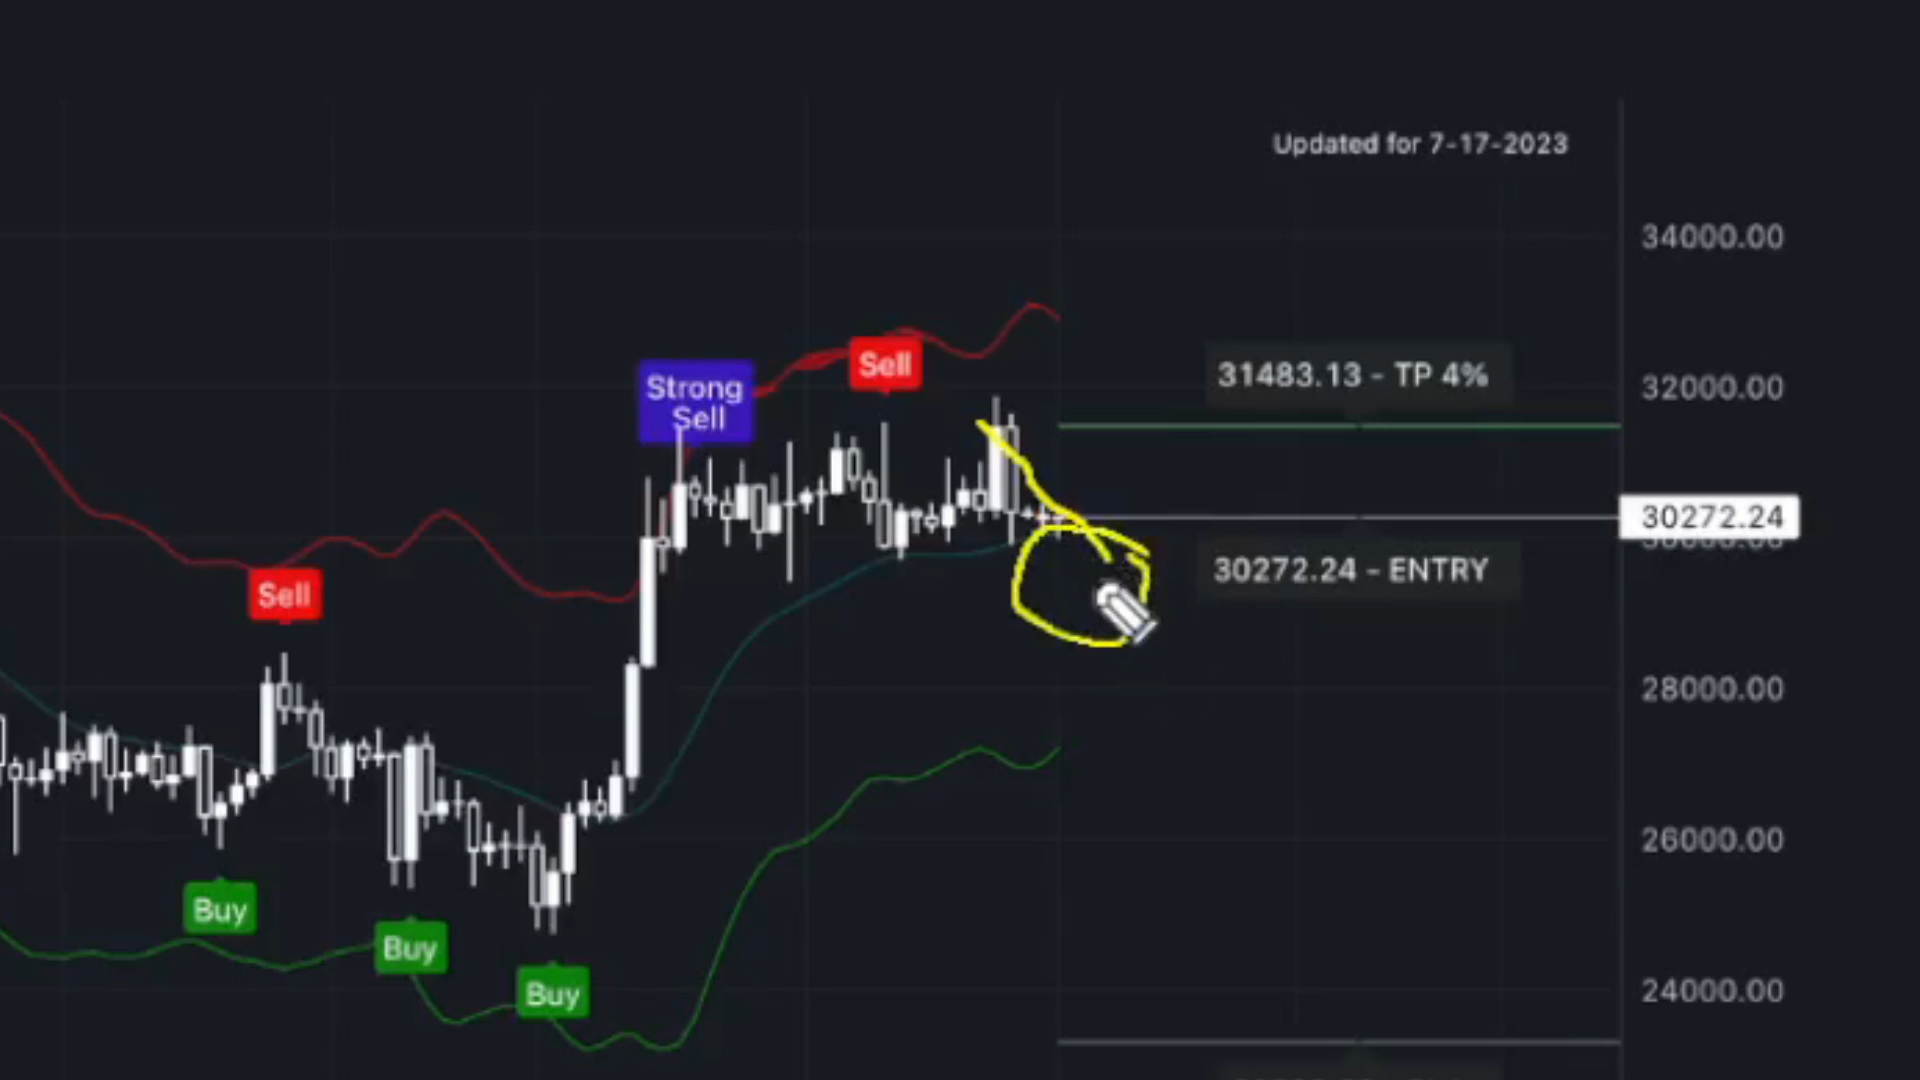 Updated for 7-17-2023
34000.00
31483.13 - TP 4%
32000.00
Strong
Sell
Sell
30272.24
30272.24 - ENTRY
Sell
28000.00
26000.00
Buy
Buy
Buy
24000.00